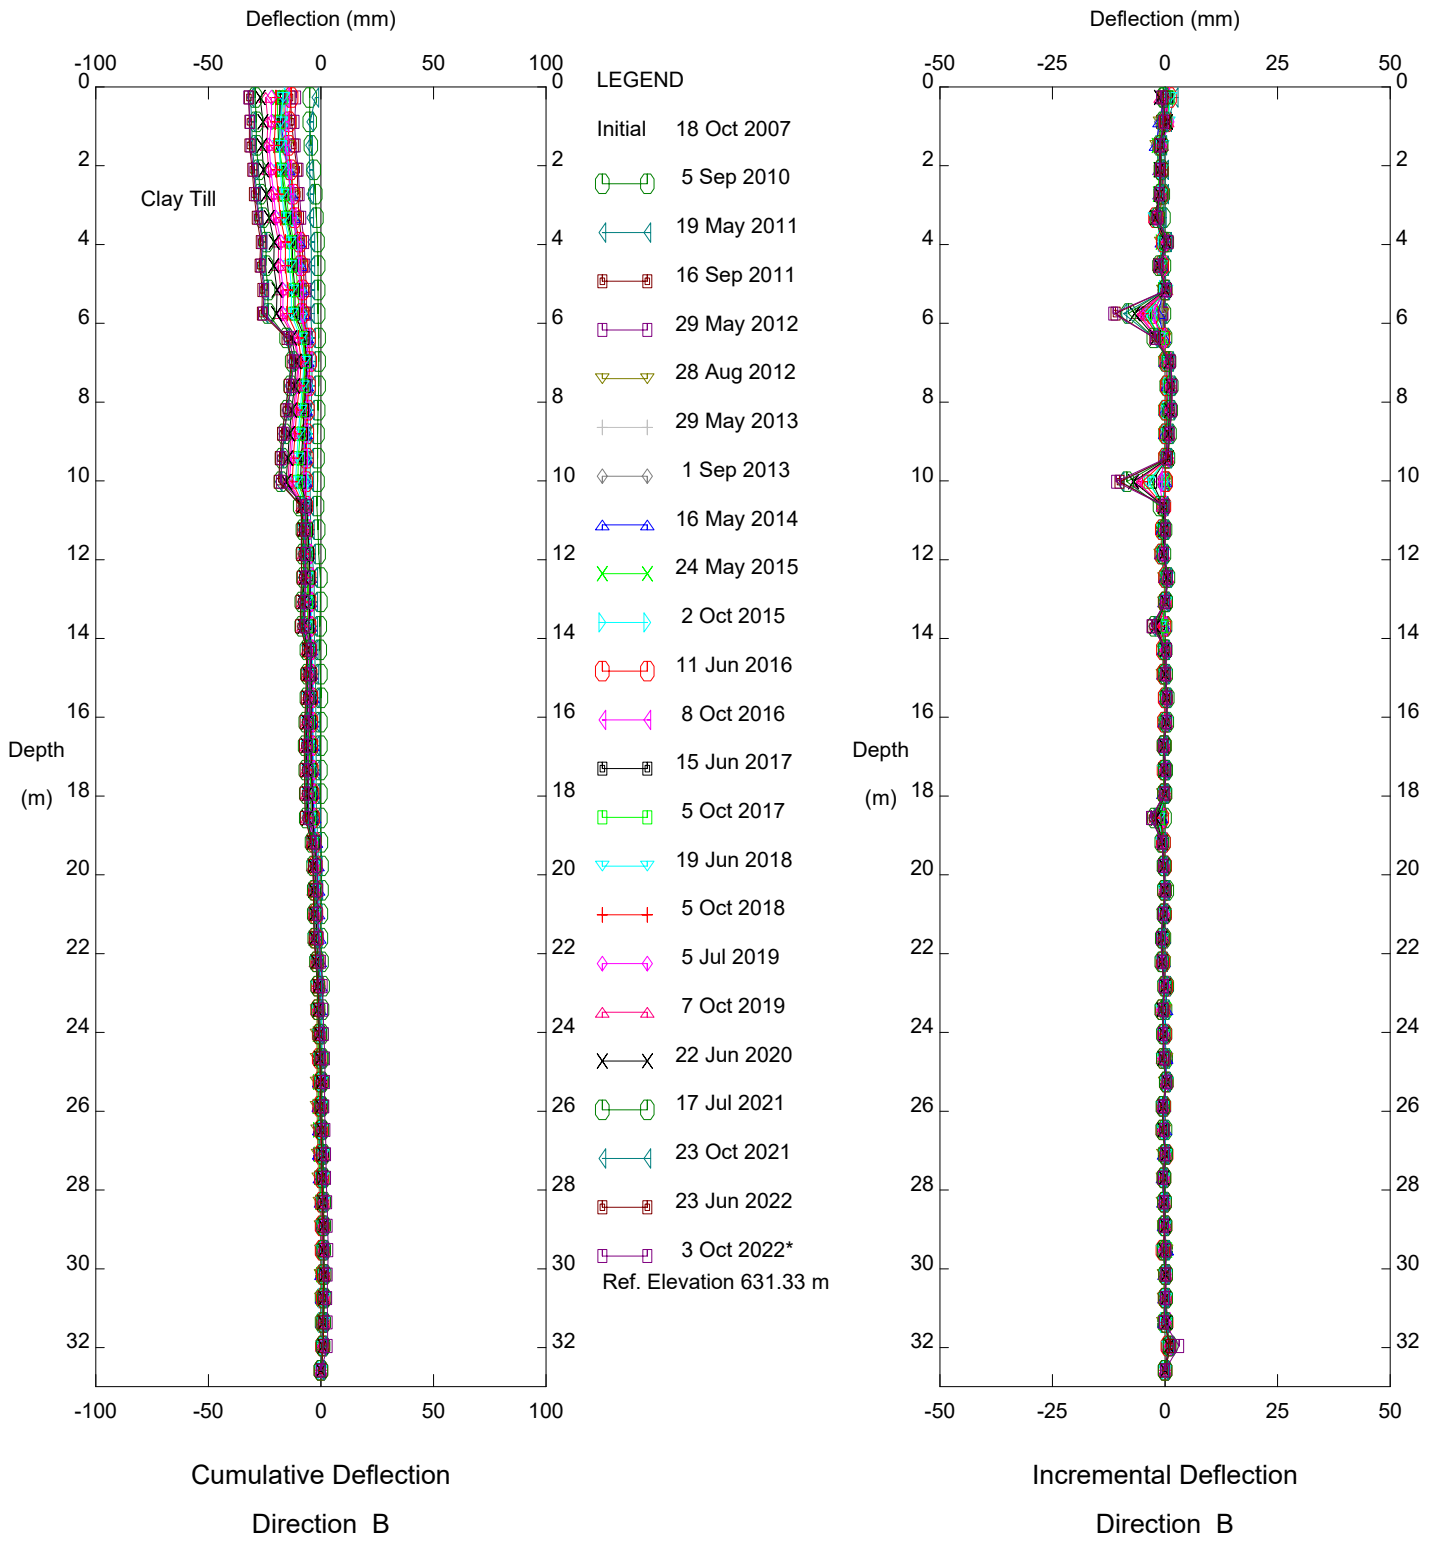 Deflection (mm)
-100 -50 0 50 100
0 0
2 2
Clay Till
4 4
6 6
8 8
10 10
12 12
14 14
16 16
Depth
(m)
18 18
20 20
22 22
24 24
26 26
28 28
30 30
32 32
-100 -50 0 50 100
Cumulative Deflection
Direction B
LEGEND
Initial 18 Oct 2007
5 Sep 2010
19 May 2011
16 Sep 2011
29 May 2012
28 Aug 2012
29 May 2013
1 Sep 2013
16 May 2014
24 May 2015
2 Oct 2015
11 Jun 2016
8 Oct 2016
15 Jun 2017
5 Oct 2017
19 Jun 2018
5 Oct 2018
5 Jul 2019
7 Oct 2019
22 Jun 2020
17 Jul 2021
23 Oct 2021
23 Jun 2022
3 Oct 2022*
Ref. Elevation 631.33 m
Deflection (mm)
-50 -25 0 25 50
0 0
2 2
4 4
6 6
8 8
10 10
12 12
14 14
16 16
Depth
(m)
18 18
20 20
22 22
24 24
26 26
28 28
30 30
32 32
-50 -25 0 25 50
Incremental Deflection
Direction B